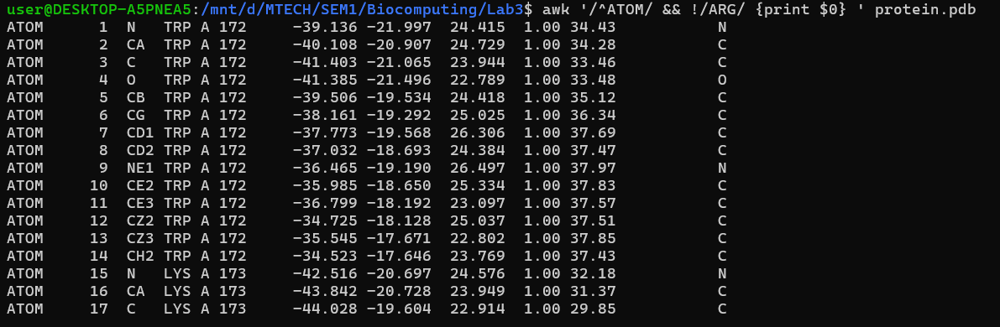 user@DESKTOP-A5PNEA5:/mnt/d/MTECH/SEM1/Biocomputing/Lab3$ awk '/^ATOM/ && !/ARG/ {print $0} ' protein.pdb
ATOM      1  N   TRP A 172     -39.136 -21.997  24.415  1.00 34.43           N
ATOM      2  CA  TRP A 172     -40.108 -20.907  24.729  1.00 34.28           C
ATOM      3  C   TRP A 172     -41.403 -21.065  23.944  1.00 33.46           C
ATOM      4  O   TRP A 172     -41.385 -21.496  22.789  1.00 33.48           O
ATOM      5  CB  TRP A 172     -39.506 -19.534  24.418  1.00 35.12           C
ATOM      6  CG  TRP A 172     -38.161 -19.292  25.025  1.00 36.34           C
ATOM      7  CD1 TRP A 172     -37.773 -19.568  26.306  1.00 37.69           C
ATOM      8  CD2 TRP A 172     -37.032 -18.693  24.384  1.00 37.47           C
ATOM      9  NE1 TRP A 172     -36.465 -19.190  26.497  1.00 37.97           N
ATOM     10  CE2 TRP A 172     -35.985 -18.650  25.334  1.00 37.83           C
ATOM     11  CE3 TRP A 172     -36.799 -18.192  23.097  1.00 37.57           C
ATOM     12  CZ2 TRP A 172     -34.725 -18.128  25.037  1.00 37.51           C
ATOM     13  CZ3 TRP A 172     -35.545 -17.671  22.802  1.00 37.85           C
ATOM     14  CH2 TRP A 172     -34.523 -17.646  23.769  1.00 37.43           C
ATOM     15  N   LYS A 173     -42.516 -20.697  24.576  1.00 32.18           N
ATOM     16  CA  LYS A 173     -43.842 -20.728  23.949  1.00 31.37           C
ATOM     17  C   LYS A 173     -44.028 -19.604  22.914  1.00 29.85           C